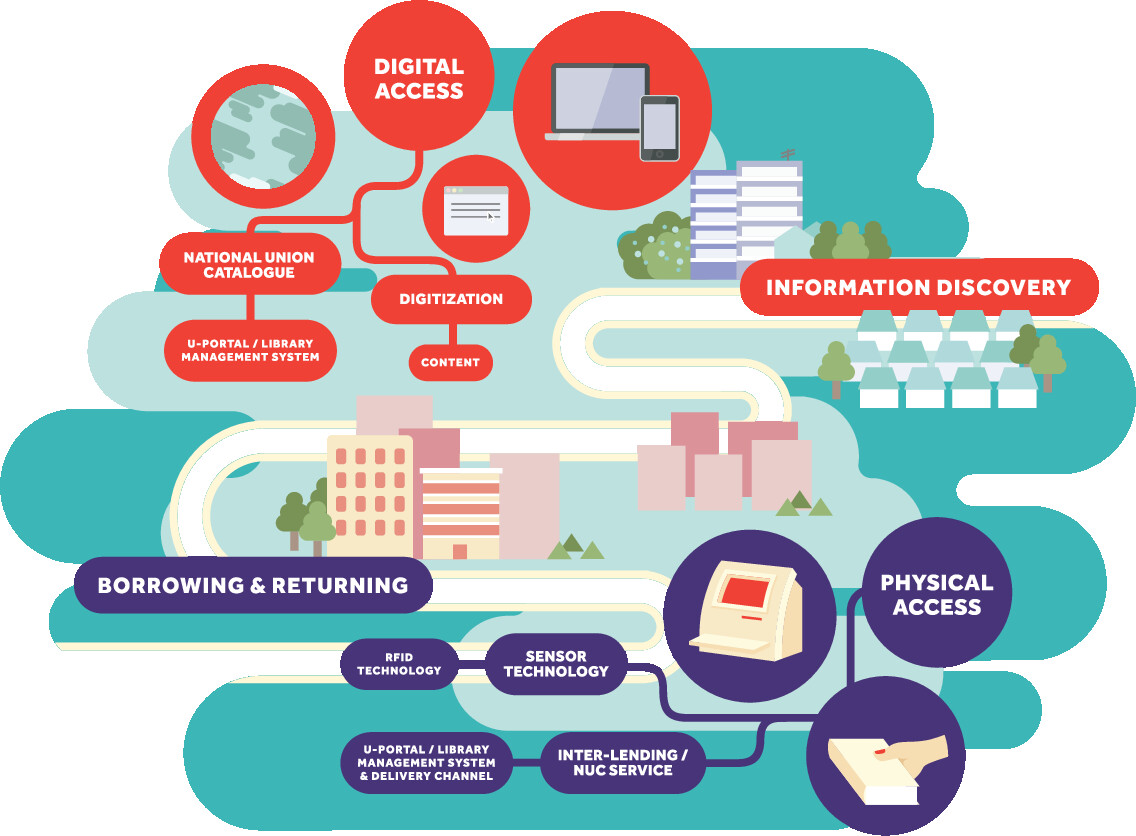 DIGITAL
ACCESS
NATIONAL UNION
CATALOGUE
INFORMATION DISCOVERY
DIGITIZATION
U-PORTAL / LIBRARY
MANAGEMENT SYSTEM
CONTENT
BORROWING & RETURNING
PHYSICAL
ACCESS
RFID
TECHNOLOGY
SENSOR
TECHNOLOGY
U-PORTAL / LIBRARY
MANAGEMENT SYSTEM
& DELIVERY CHANNEL
INTER-LENDING /
NUC SERVICE